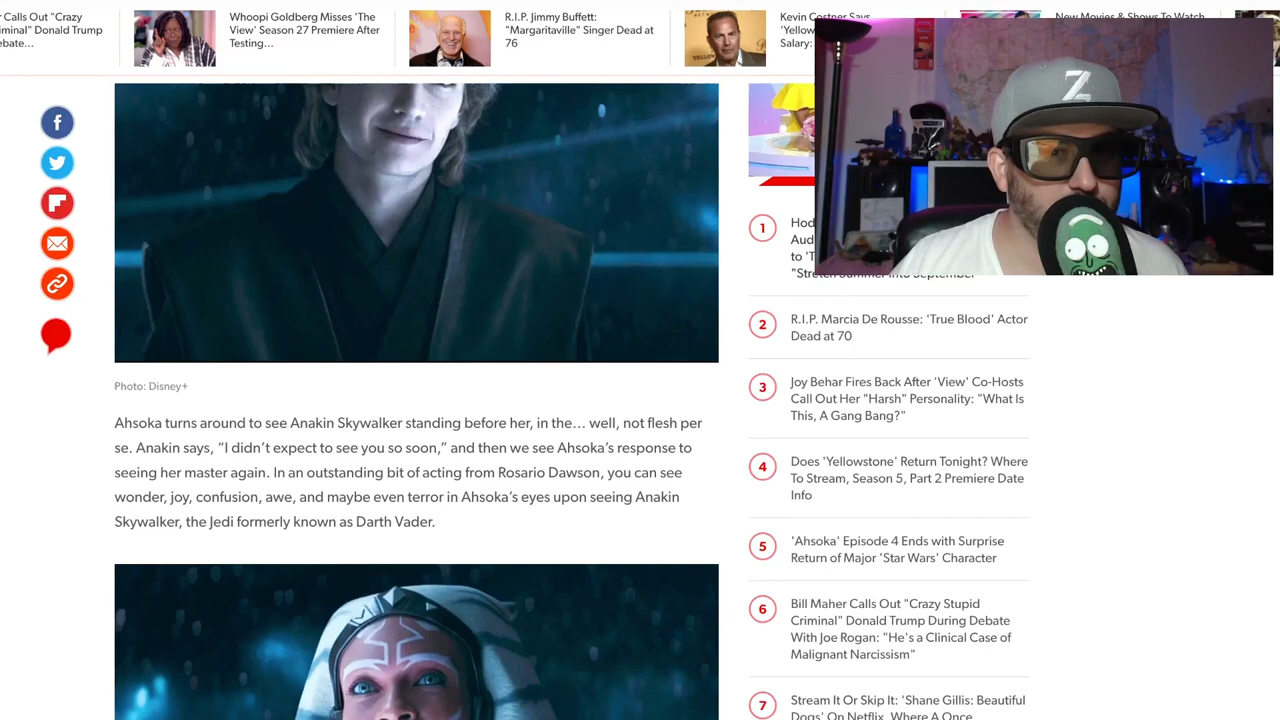 r Calls Out "Crazy
iminal" Donald Trump
ebate...
Whoopi Goldberg Misses 'The
View' Season 27 Premiere After
Testing...
R.I.P. Jimmy Buffett:
"Margaritaville" Singer Dead at
76
Kevin Costner Says
'Yellow
Salary:
New Movies & Shows To Watch
Z
1
Hod
Aud
to 'T
"Stretch Summer Into September"
2
R.I.P. Marcia De Rousse: 'True Blood' Actor
Dead at 70
3
Joy Behar Fires Back After 'View' Co-Hosts
Call Out Her "Harsh" Personality: "What Is
This, A Gang Bang?"
4
Does 'Yellowstone' Return Tonight? Where
To Stream, Season 5, Part 2 Premiere Date
Info
5
'Ahsoka' Episode 4 Ends with Surprise
Return of Major 'Star Wars' Character
6
Bill Maher Calls Out "Crazy Stupid
Criminal" Donald Trump During Debate
With Joe Rogan: "He's a Clinical Case of
Malignant Narcissism"
7
Stream It Or Skip It: 'Shane Gillis: Beautiful
Dogs' On Netflix, Where A Once
Photo: Disney+
Ahsoka turns around to see Anakin Skywalker standing before her, in the… well, not flesh per
se. Anakin says, "I didn't expect to see you so soon," and then we see Ahsoka's response to
seeing her master again. In an outstanding bit of acting from Rosario Dawson, you can see
wonder, joy, confusion, awe, and maybe even terror in Ahsoka's eyes upon seeing Anakin
Skywalker, the Jedi formerly known as Darth Vader.